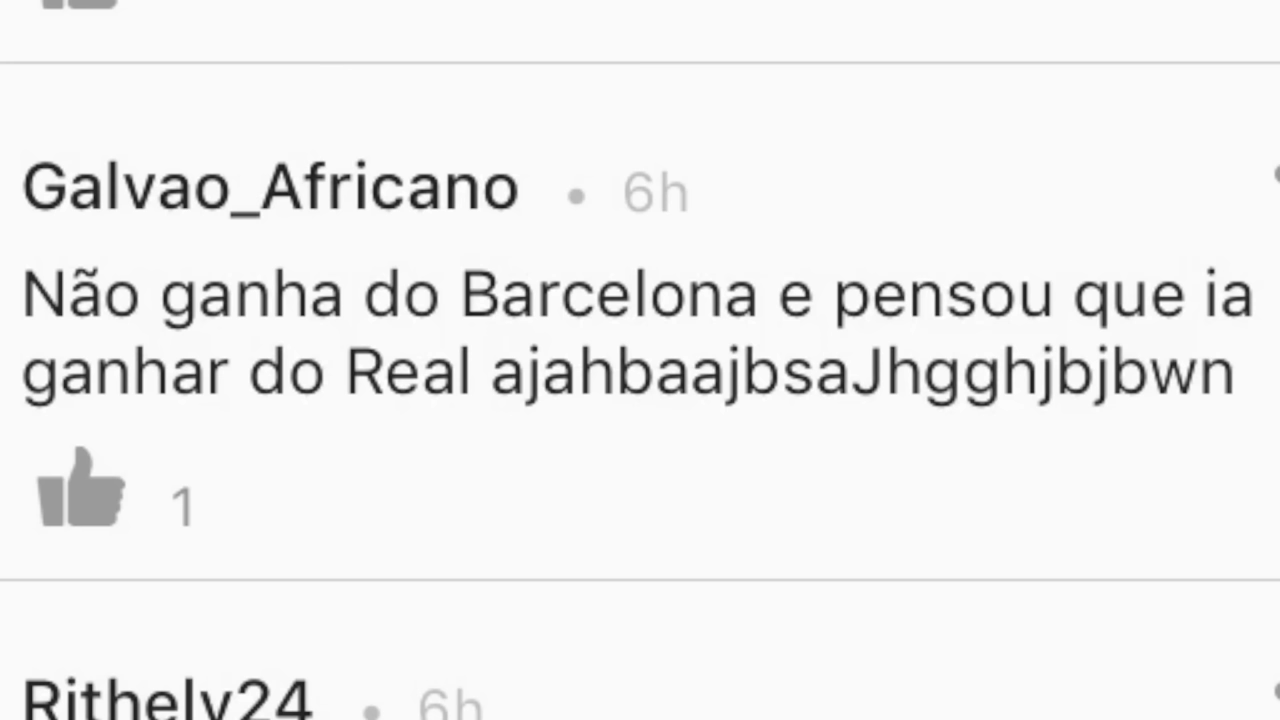 Galvao_Africano • 6h
Não ganha do Barcelona e pensou que ia
ganhar do Real ajahbaajbsaJhgghjbjbwn
1
Rithely24 • 6h